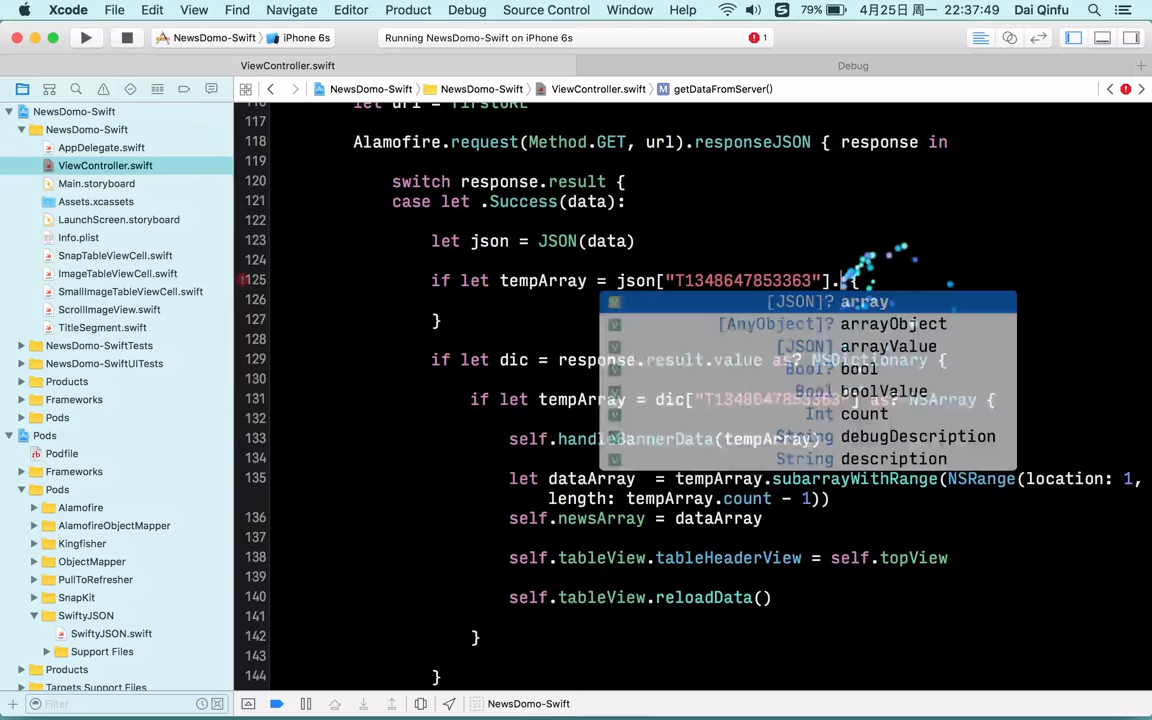 Xcode File Edit View Find Navigate Editor Product Debug Source Control Window Help 79% 4月25日 周一 22:37:49 Dai Qinfu
NewsDomo-Swift iPhone 6s Running NewsDomo-Swift on iPhone 6s 1
ViewController.swift Debug
NewsDomo-Swift NewsDomo-Swift ViewController.swift M getDataFromServer()
NewsDomo-Swift
NewsDomo-Swift
AppDelegate.swift
ViewController.swift
Main.storyboard
Assets.xcassets
LaunchScreen.storyboard
Info.plist
SnapTableViewCell.swift
ImageTableViewCell.swift
SmallImageTableViewCell.swift
ScrollImageView.swift
TitleSegment.swift
NewsDomo-SwiftTests
NewsDomo-SwiftUITests
Products
Frameworks
Pods
Pods
Podfile
Frameworks
Pods
Alamofire
AlamofireObjectMapper
Kingfisher
ObjectMapper
PullToRefresher
SnapKit
SwiftyJSON
SwiftyJSON.swift
Support Files
Products
Targets Support Files
Filter
116 let url = firstURL
117
118 Alamofire.request(Method.GET, url).responseJSON { response in
119
120 switch response.result {
121 case let .Success(data):
122
123 let json = JSON(data)
124
125 if let tempArray = json["T1348647853363"]. {
126
127 }
128
129 if let dic = response.result.value as? NSDictionary {
130
131 if let tempArray = dic["T1348647853363"] as? NSArray {
132
133 self.handleBannerData(tempArray)
134
135 let dataArray = tempArray.subarrayWithRange(NSRange(location: 1,
length: tempArray.count - 1))
136 self.newsArray = dataArray
137
138 self.tableView.tableHeaderView = self.topView
139
140 self.tableView.reloadData()
141
142 }
143
144 }
V [JSON]? array
V [AnyObject]? arrayObject
V [JSON] arrayValue
V Bool? bool
V Bool boolValue
V Int count
V String debugDescription
V String description
NewsDomo-Swift